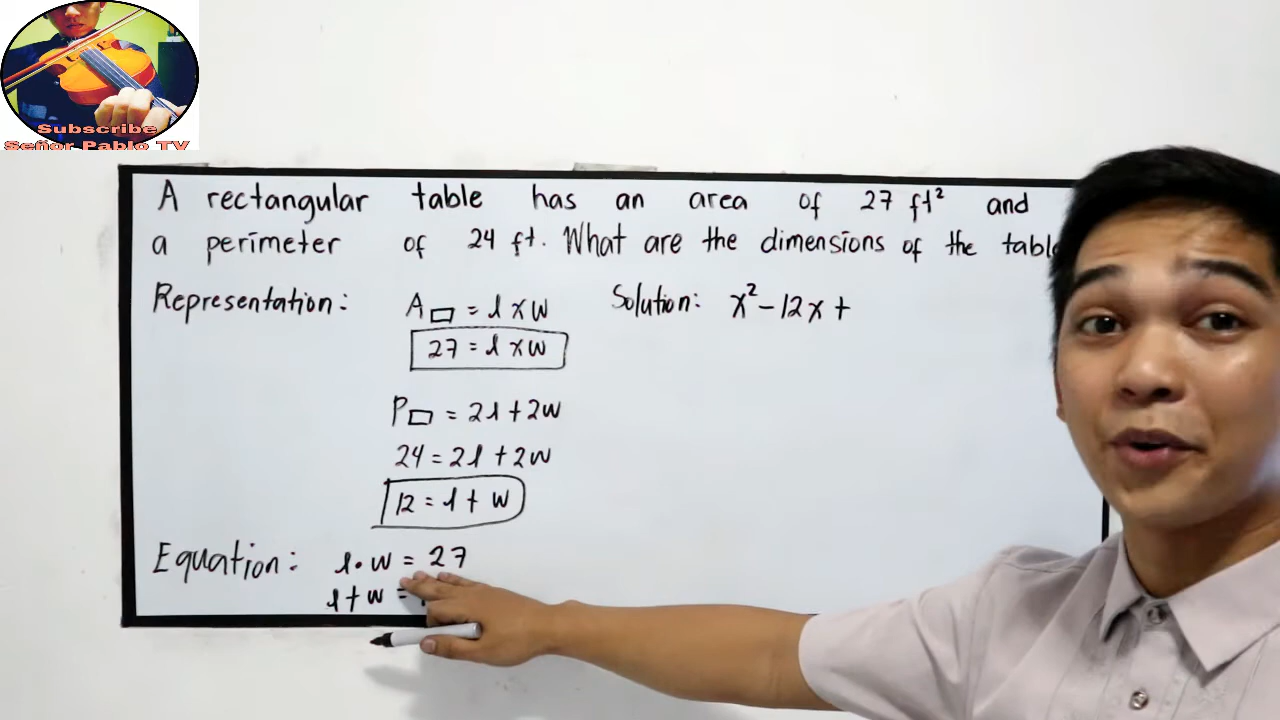 Subscribe
Señor Pablo TV
A rectangular table has an area of 27 ft² and
a perimeter of 24 ft. What are the dimensions of the
Representation: A▭ = l x w
27 = l x w
P▭ = 2l + 2w
24 = 2l + 2w
12 = l + w
Equation: l · w = 27
l + w =
Solution: x² - 12x +